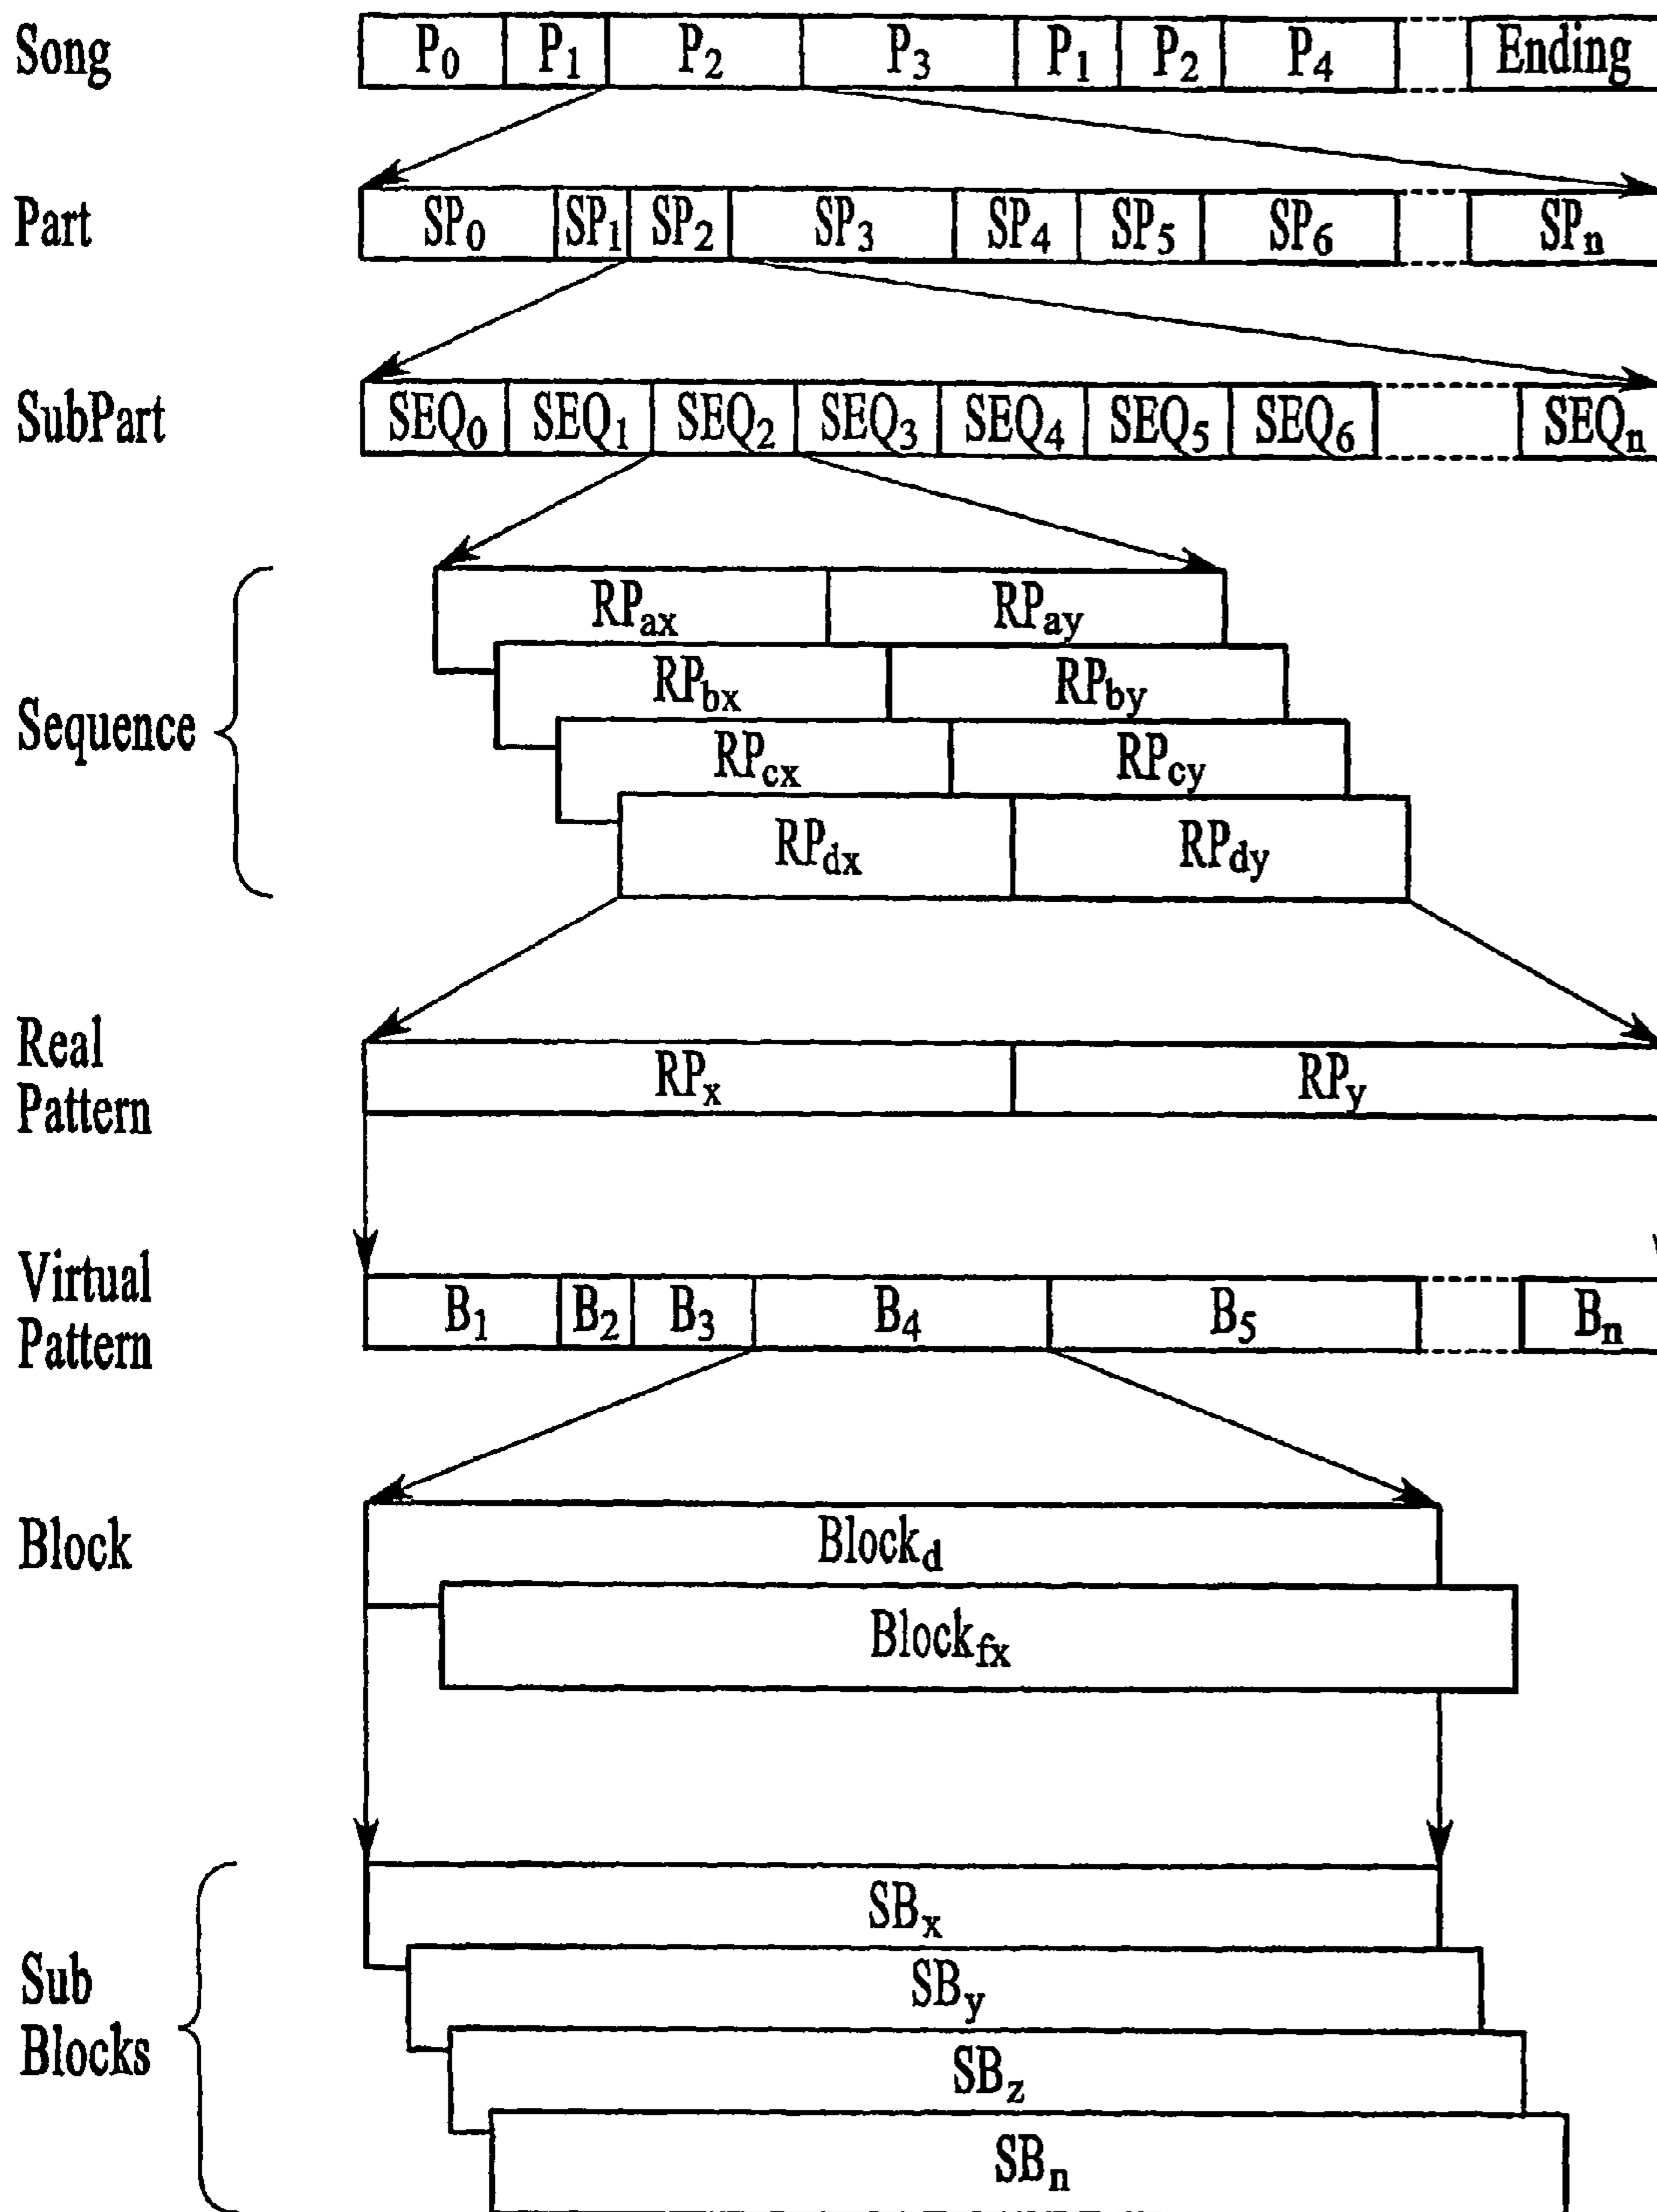 Song P₀ P₁ P₂ P₃ P₁ P₂ P₄ Ending
Part SP₀ SP₁ SP₂ SP₃ SP₄ SP₅ SP₆ SPₙ
SubPart SEQ₀ SEQ₁ SEQ₂ SEQ₃ SEQ₄ SEQ₅ SEQ₆ SEQₙ
RPax RPay
RPbx RPby
Sequence
RPcx RPcy
RPdx RPdy
Real
Pattern
RPx RPy
Virtual
Pattern
B₁ B₂ B₃ B₄ B₅ Bₙ
Block Blockd
Blockfx
SBx
Sub
Blocks
SBy
SBz
SBn